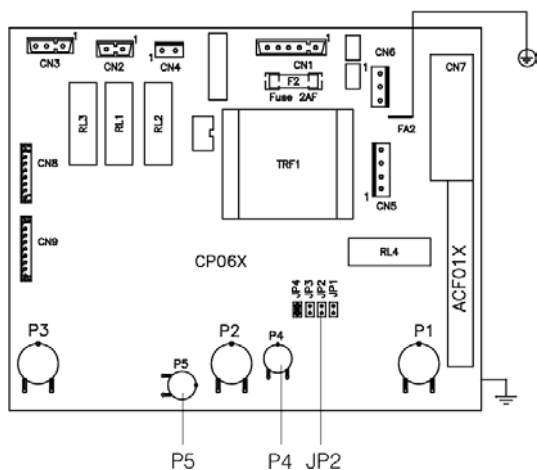 1
CN3
1
CN2
1
CN4
1
CN1
F2
Fuse 2AF
CN6
1
CN7
FA2
RL3
RL1
RL2
TRF1
CN8
1
CN5
CN9
CP06X
RL4
ACF01X
JP4
JP3
JP2
JP1
P3
P5
P2
P4
P1
P5
P4
JP2